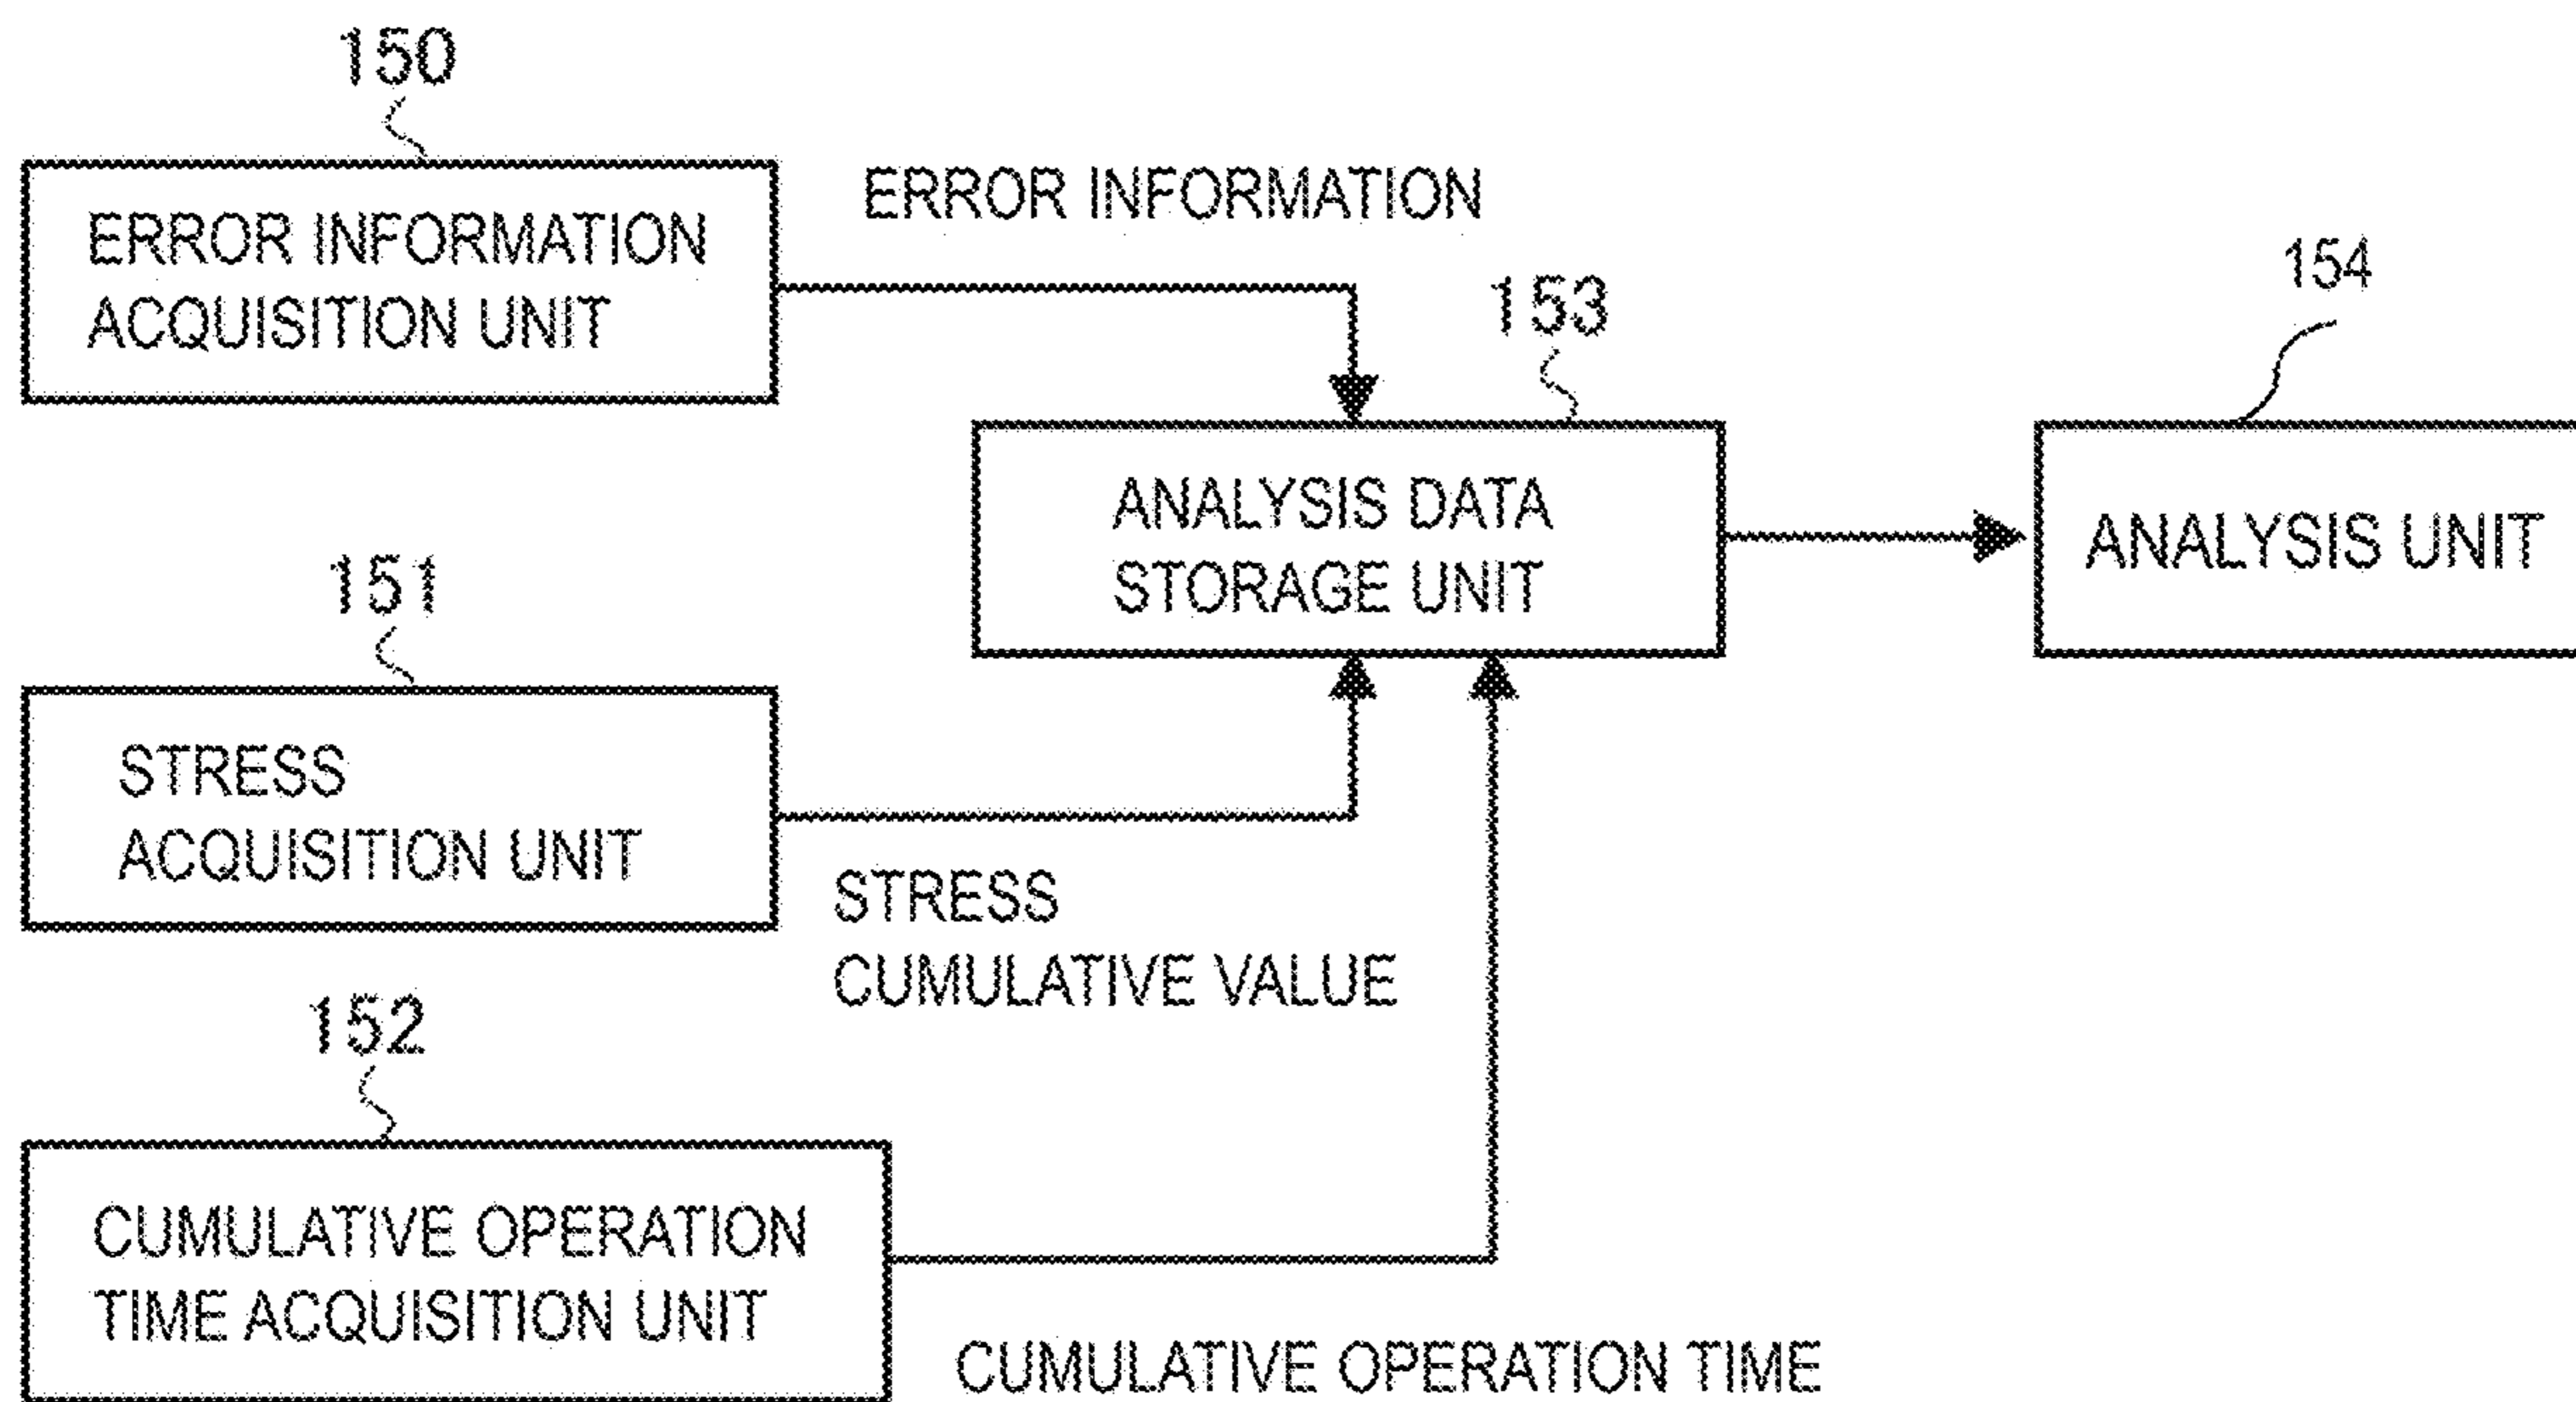 150
ERROR INFORMATION
ACQUISITION UNIT
ERROR INFORMATION
153
154
ANALYSIS DATA
STORAGE UNIT
ANALYSIS UNIT
151
STRESS
ACQUISITION UNIT
STRESS
CUMULATIVE VALUE
152
CUMULATIVE OPERATION
TIME ACQUISITION UNIT
CUMULATIVE OPERATION TIME